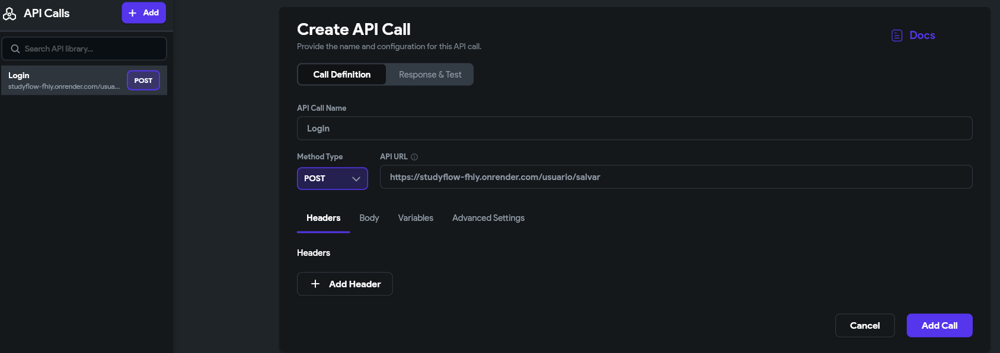 API Calls
+ Add
Search API library...
Login
studyflow-fhiy.onrender.com/usua...
POST
Create API Call
Provide the name and configuration for this API call.
Docs
Call Definition
Response & Test
API Call Name
Login
Method Type
API URL
POST
https://studyflow-fhiy.onrender.com/usuario/salvar
Headers
Body
Variables
Advanced Settings
Headers
+ Add Header
Cancel
Add Call